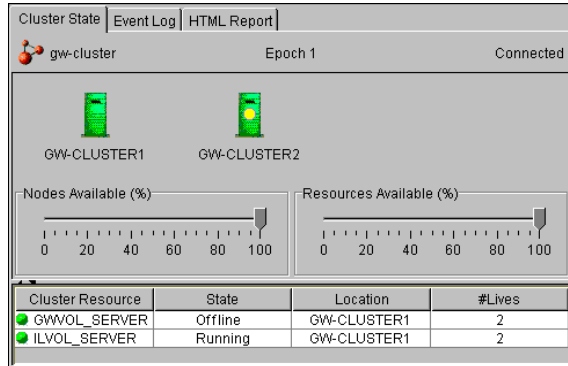 Cluster State Event Log HTML Report
gw-cluster Epoch 1 Connected
GW-CLUSTER1 GW-CLUSTER2
Nodes Available (%) Resources Available (%)
0 20 40 60 80 100 0 20 40 60 80 100
Cluster Resource State Location #Lives
GWVOL_SERVER Offline GW-CLUSTER1 2
ILVOL_SERVER Running GW-CLUSTER1 2